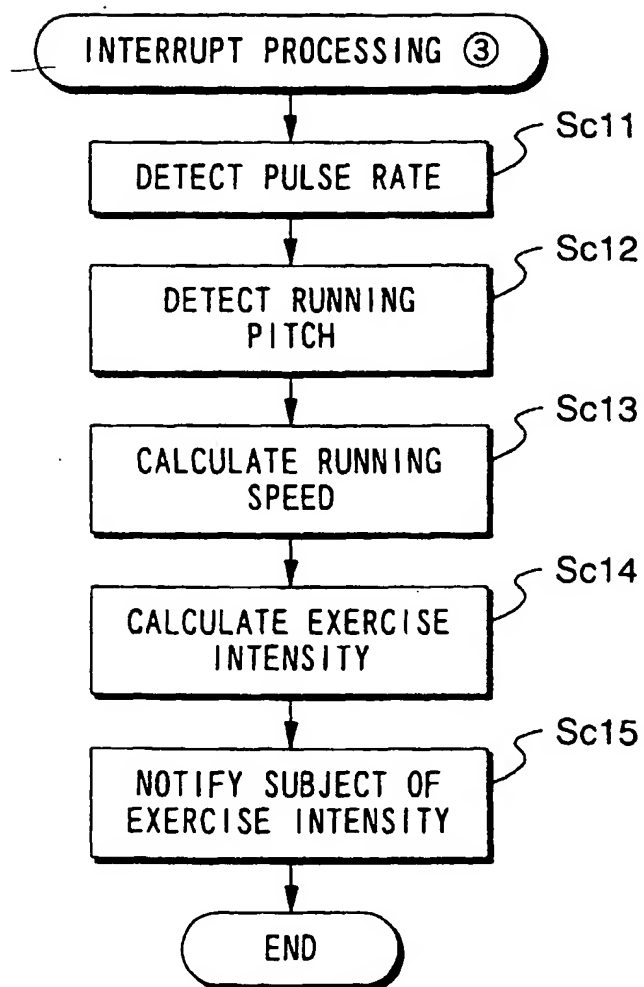 INTERRUPT PROCESSING ③
Sc11
DETECT PULSE RATE
Sc12
DETECT RUNNING
PITCH
Sc13
CALCULATE RUNNING
SPEED
Sc14
CALCULATE EXERCISE
INTENSITY
Sc15
NOTIFY SUBJECT OF
EXERCISE INTENSITY
END